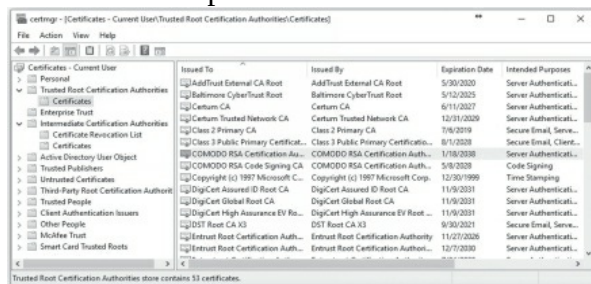 certmgr - [Certificates - Current User\Trusted Root Certification Authorities\Certificates]
File Action View Help
Certificates - Current User
Personal
Trusted Root Certification Authorities
Certificates
Enterprise Trust
Intermediate Certification Authorities
Certificate Revocation List
Certificates
Active Directory User Object
Trusted Publishers
Untrusted Certificates
Third-Party Root Certification Authorit
Trusted People
Client Authentication Issuers
Other People
McAfee Trust
Smart Card Trusted Roots
Issued To Issued By Expiration Date Intended Purposes
AddTrust External CA Root AddTrust External CA Root 5/30/2020 Server Authenticati...
Baltimore CyberTrust Root Baltimore CyberTrust Root 5/12/2025 Server Authenticati...
Certum CA Certum CA 6/11/2027 Server Authenticati...
Certum Trusted Network CA Certum Trusted Network CA 12/31/2029 Server Authenticati...
Class 2 Primary CA Class 2 Primary CA 7/6/2019 Secure Email, Serve...
Class 3 Public Primary Certificat... Class 3 Public Primary Certificatio... 8/1/2028 Secure Email, Client...
COMODO RSA Certification Au... COMODO RSA Certification Auth... 1/18/2038 Server Authenticati...
COMODO RSA Code Signing CA COMODO RSA Certification Auth... 5/8/2028 Code Signing
Copyright (c) 1997 Microsoft C... Copyright (c) 1997 Microsoft Corp. 12/30/1999 Time Stamping
DigiCert Assured ID Root CA DigiCert Assured ID Root CA 11/9/2031 Server Authenticati...
DigiCert Global Root CA DigiCert Global Root CA 11/9/2031 Server Authenticati...
DigiCert High Assurance EV Ro... DigiCert High Assurance EV Root ... 11/9/2031 Server Authenticati...
DST Root CA X3 DST Root CA X3 9/30/2021 Secure Email, Serve...
Entrust Root Certification Auth... Entrust Root Certification Authority 11/27/2026 Server Authenticati...
Entrust Root Certification Auth... Entrust Root Certification Authori... 12/7/2030 Server Authenticati...
Trusted Root Certification Authorities store contains 53 certificates.